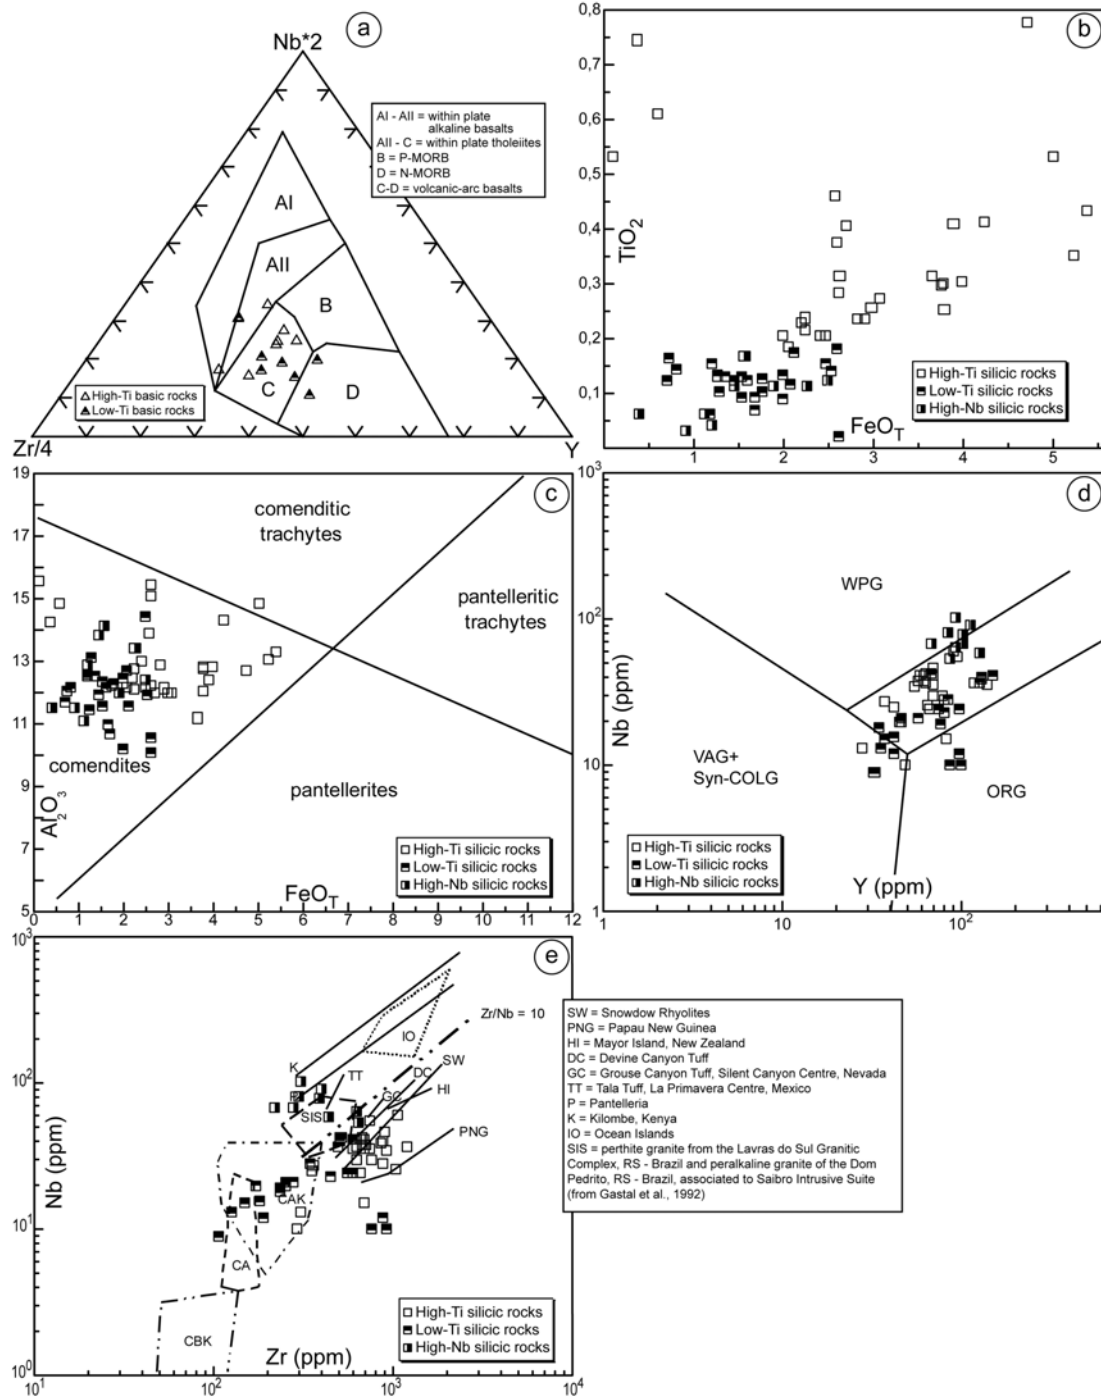 a
Nb*2
AI - AII = within plate
alkaline basalts
AII - C = within plate tholeiites
B = P-MORB
D = N-MORB
C-D = volcanic-arc basalts
AI
AII
B
C
D
High-Ti basic rocks
Low-Ti basic rocks
Zr/4
Y
b
0,8
0,7
0,6
0,5
0,4
0,3
0,2
0,1
TiO2
High-Ti silicic rocks
Low-Ti silicic rocks
High-Nb silicic rocks
FeOT
1 2 3 4 5
c
19
17
15
13
11
9
7
5
comenditic
trachytes
pantelleritic
trachytes
comendites
pantellerites
Al2O3
High-Ti silicic rocks
Low-Ti silicic rocks
High-Nb silicic rocks
FeOT
0 1 2 3 4 5 6 7 8 9 10 11 12
d
10³
10²
10
1
Nb (ppm)
WPG
VAG+
Syn-COLG
ORG
High-Ti silicic rocks
Low-Ti silicic rocks
High-Nb silicic rocks
Y (ppm)
1 10 10²
e
10³
10²
10¹
10⁰
Nb (ppm)
Zr/Nb = 10
IO
SW
K
TT
DC
HI
P
GC
SIS
PNG
CAK
CA
CBK
High-Ti silicic rocks
Low-Ti silicic rocks
High-Nb silicic rocks
Zr (ppm)
10¹ 10² 10³ 10⁴
SW = Snowdow Rhyolites
PNG = Papau New Guinea
HI = Mayor Island, New Zealand
DC = Devine Canyon Tuff
GC = Grouse Canyon Tuff, Silent Canyon Centre, Nevada
TT = Tala Tuff, La Primavera Centre, Mexico
P = Pantelleria
K = Kilombe, Kenya
IO = Ocean Islands
SIS = perthite granite from the Lavras do Sul Granitic
Complex, RS - Brazil and peralkaline granite of the Dom
Pedrito, RS - Brazil, associated to Saibro Intrusive Suite
(from Gastal et al., 1992)